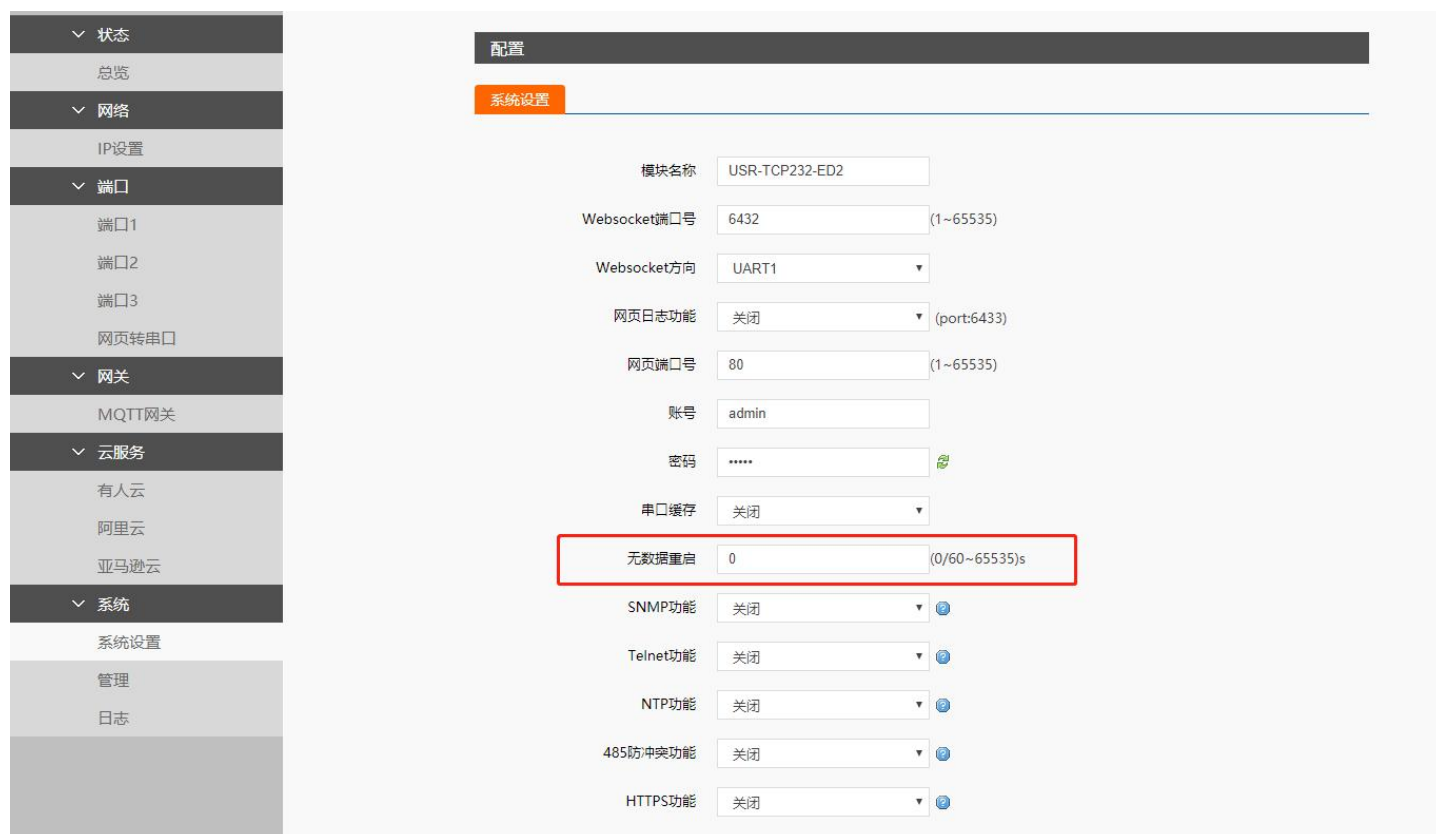 状态
总览
网络
IP设置
端口
端口1
端口2
端口3
网页转串口
网关
MQTT网关
云服务
有人云
阿里云
亚马逊云
系统
系统设置
管理
日志
配置
系统设置
模块名称 USR-TCP232-ED2
Websocket端口号 6432 (1~65535)
Websocket方向 UART1
网页日志功能 关闭 (port:6433)
网页端口号 80 (1~65535)
账号 admin
密码 •••••
串口缓存 关闭
无数据重启 0 (0/60~65535)s
SNMP功能 关闭
Telnet功能 关闭
NTP功能 关闭
485防冲突功能 关闭
HTTPS功能 关闭